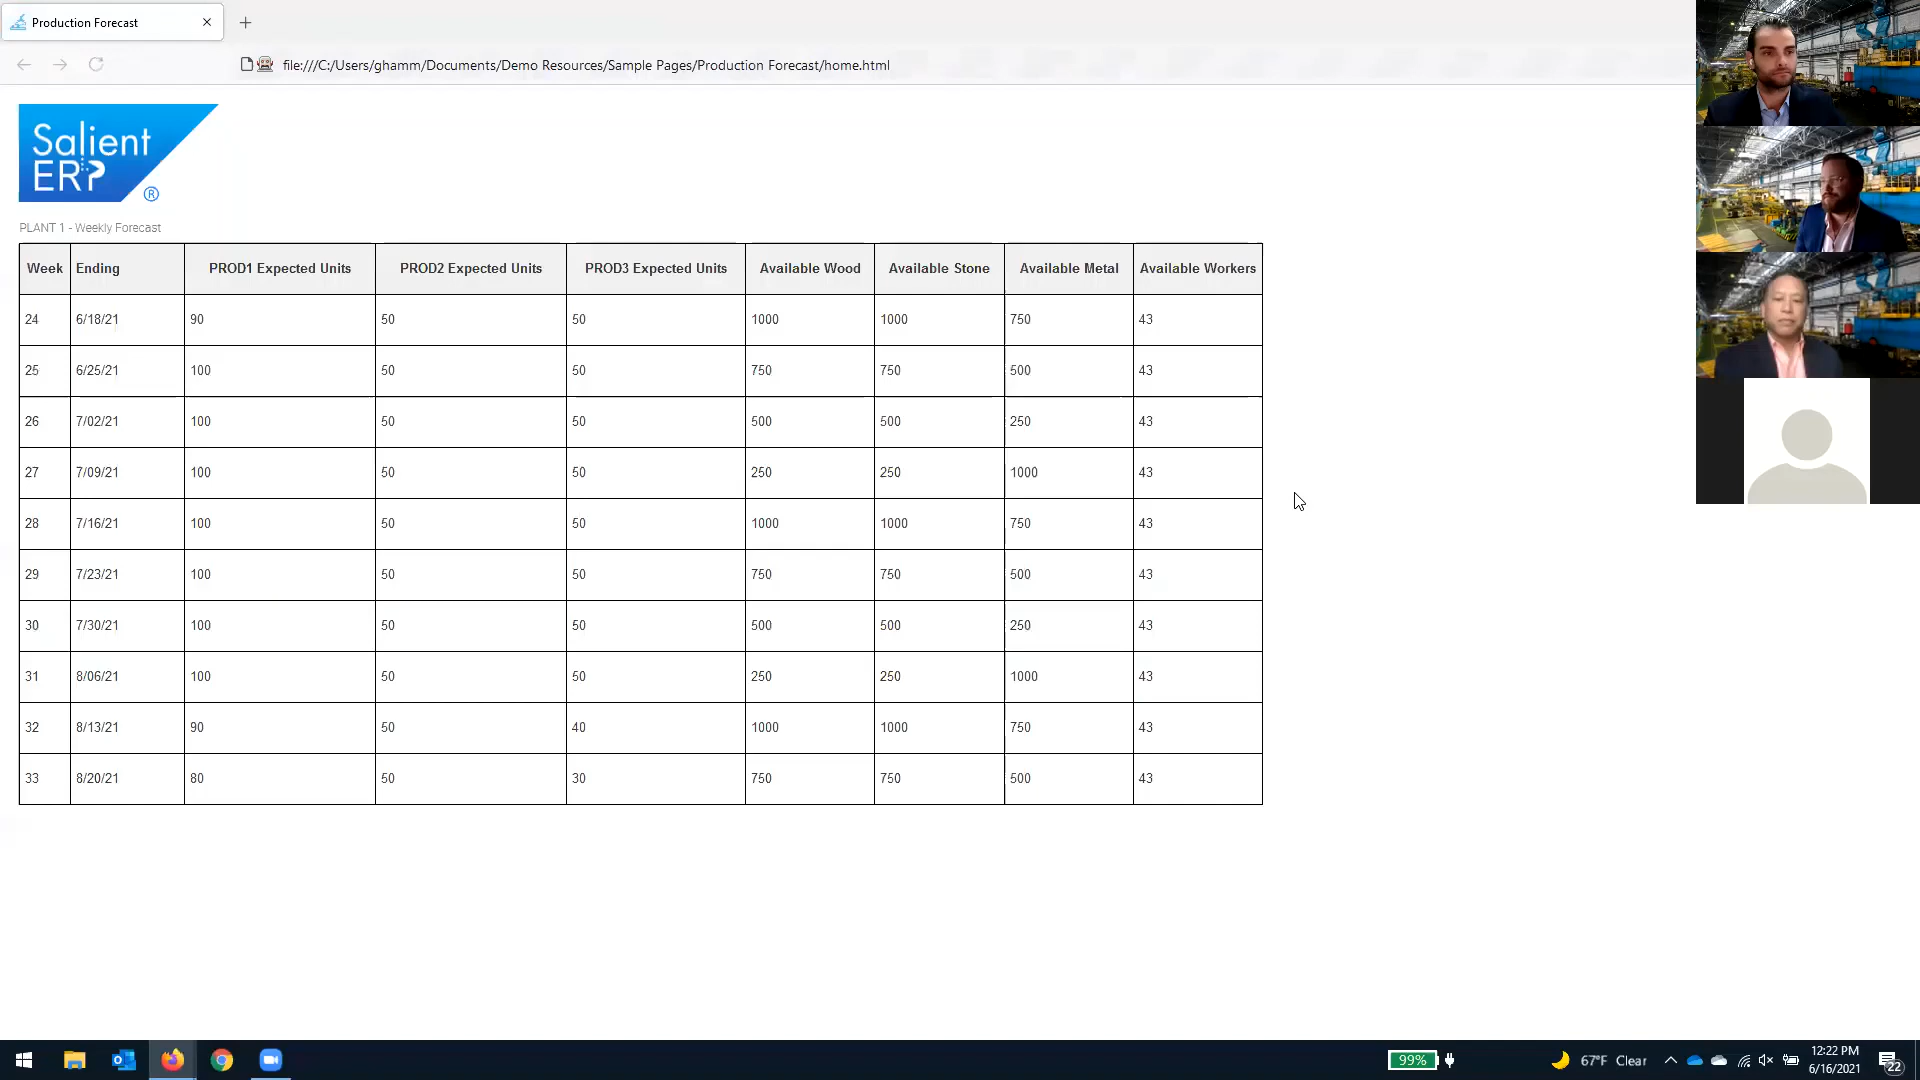 Production Forecast
file:///C:/Users/ghamm/Documents/Demo Resources/Sample Pages/Production Forecast/home.html
Salient
ERP
®
PLANT 1 - Weekly Forecast
Week Ending PROD1 Expected Units PROD2 Expected Units PROD3 Expected Units Available Wood Available Stone Available Metal Available Workers
24 6/18/21 90 50 50 1000 1000 750 43
25 6/25/21 100 50 50 750 750 500 43
26 7/02/21 100 50 50 500 500 250 43
27 7/09/21 100 50 50 250 250 1000 43
28 7/16/21 100 50 50 1000 1000 750 43
29 7/23/21 100 50 50 750 750 500 43
30 7/30/21 100 50 50 500 500 250 43
31 8/06/21 100 50 50 250 250 1000 43
32 8/13/21 90 50 40 1000 1000 750 43
33 8/20/21 80 50 30 750 750 500 43
99% 67°F Clear 12:22 PM
6/16/2021
22